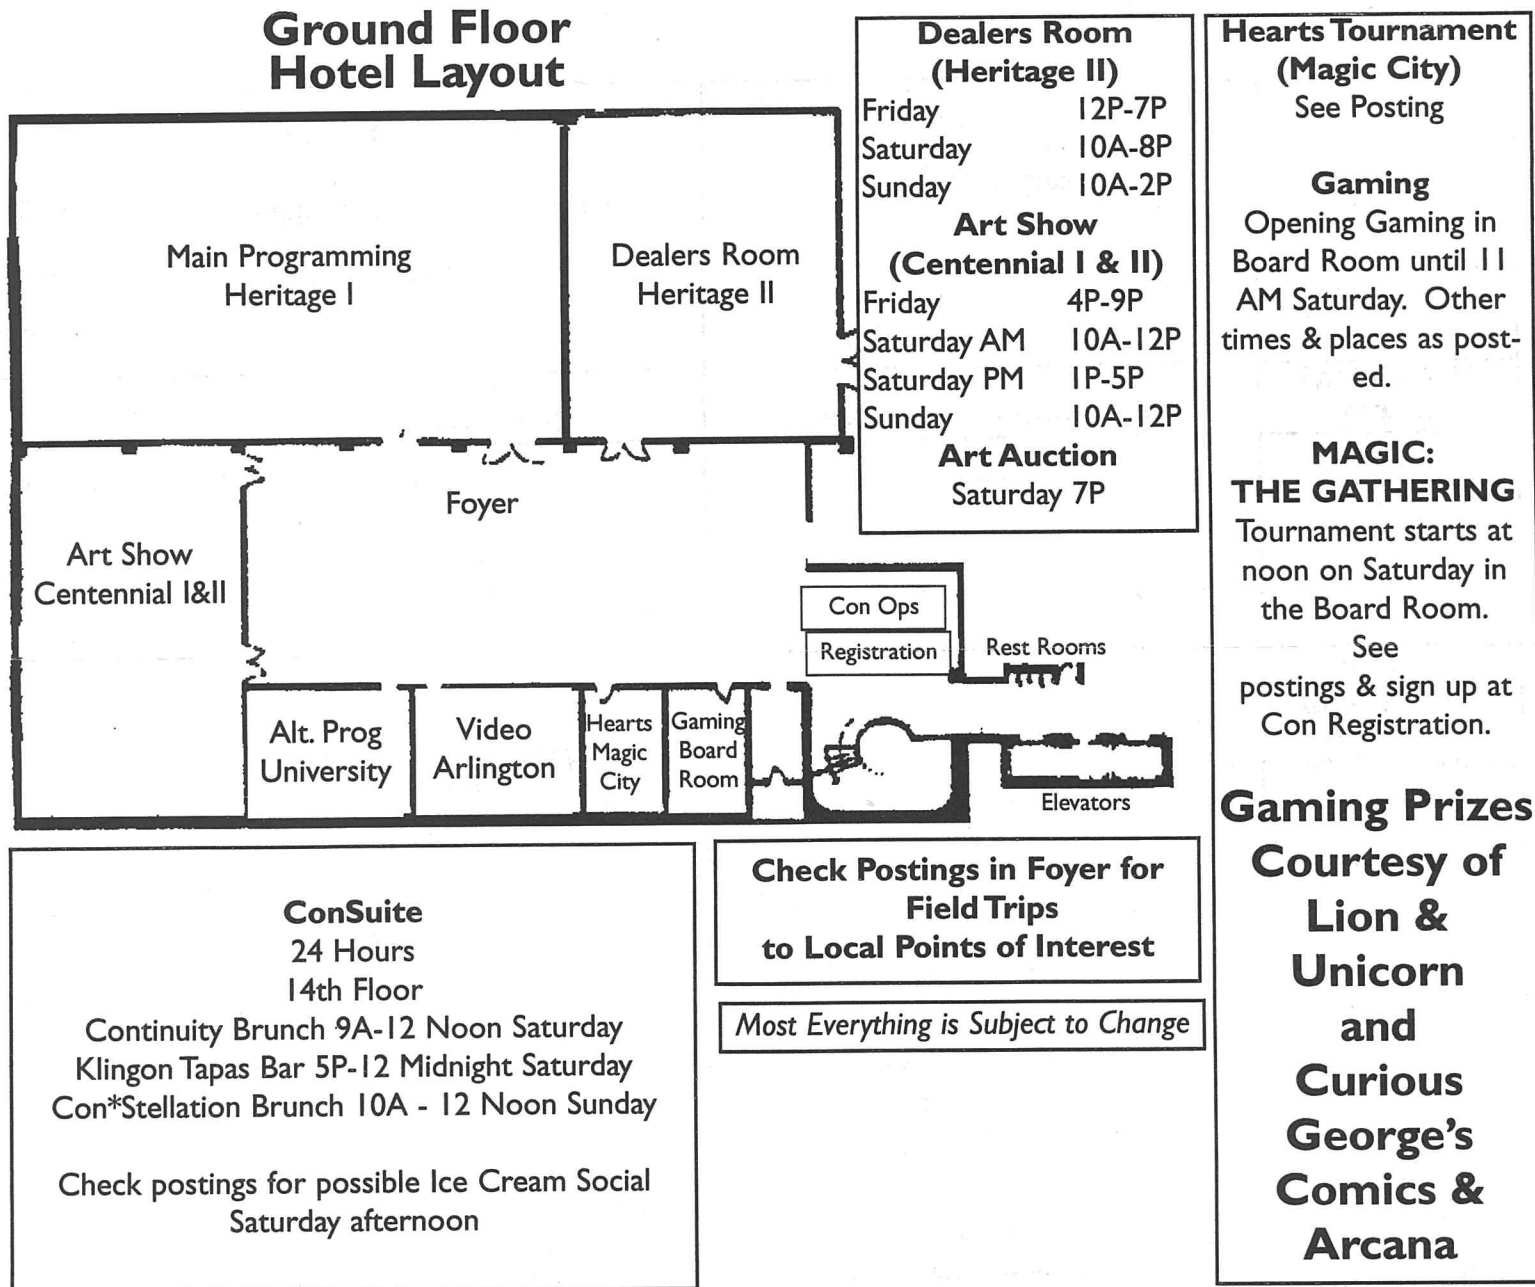 Ground Floor
Hotel Layout
Main Programming
Heritage I
Dealers Room
Heritage II
Foyer
Art Show
Centennial I&II
Con Ops
Registration
Rest Rooms
Alt. Prog
University
Video
Arlington
Hearts
Magic
City
Gaming
Board
Room
Elevators
Dealers Room
(Heritage II)
Friday 12P-7P
Saturday 10A-8P
Sunday 10A-2P
Art Show
(Centennial I & II)
Friday 4P-9P
Saturday AM 10A-12P
Saturday PM 1P-5P
Sunday 10A-12P
Art Auction
Saturday 7P
Hearts Tournament
(Magic City)
See Posting
Gaming
Opening Gaming in
Board Room until 11
AM Saturday. Other
times & places as post-
ed.
MAGIC:
THE GATHERING
Tournament starts at
noon on Saturday in
the Board Room.
See
postings & sign up at
Con Registration.
Gaming Prizes
Courtesy of
Lion &
Unicorn
and
Curious
George's
Comics &
Arcana
ConSuite
24 Hours
14th Floor
Continuity Brunch 9A-12 Noon Saturday
Klingon Tapas Bar 5P-12 Midnight Saturday
Con*Stellation Brunch 10A - 12 Noon Sunday
Check postings for possible Ice Cream Social
Saturday afternoon
Check Postings in Foyer for
Field Trips
to Local Points of Interest
Most Everything is Subject to Change